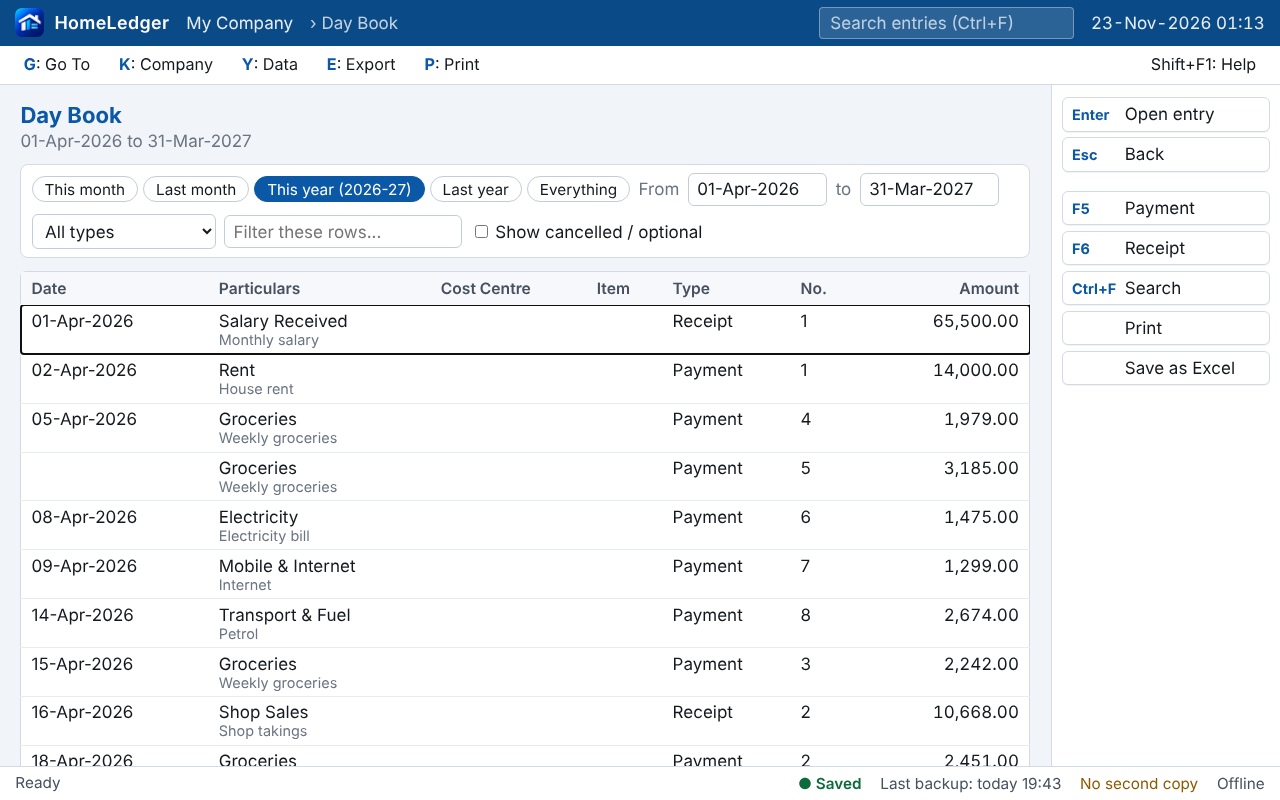 HomeLedger My Company › Day Book Search entries (Ctrl+F) 23-Nov-2026 01:13
G: Go To K: Company Y: Data E: Export P: Print Shift+F1: Help
Day Book
01-Apr-2026 to 31-Mar-2027
This month Last month This year (2026-27) Last year Everything From 01-Apr-2026 to 31-Mar-2027
All types Filter these rows... Show cancelled / optional
Date Particulars Cost Centre Item Type No. Amount
01-Apr-2026 Salary Received Receipt 1 65,500.00
Monthly salary
02-Apr-2026 Rent Payment 1 14,000.00
House rent
05-Apr-2026 Groceries Payment 4 1,979.00
Weekly groceries
Groceries Payment 5 3,185.00
Weekly groceries
08-Apr-2026 Electricity Payment 6 1,475.00
Electricity bill
09-Apr-2026 Mobile & Internet Payment 7 1,299.00
Internet
14-Apr-2026 Transport & Fuel Payment 8 2,674.00
Petrol
15-Apr-2026 Groceries Payment 3 2,242.00
Weekly groceries
16-Apr-2026 Shop Sales Receipt 2 10,668.00
Shop takings
18-Apr-2026 Groceries Payment 2 2,451.00
Enter Open entry
Esc Back
F5 Payment
F6 Receipt
Ctrl+F Search
Print
Save as Excel
Ready Saved Last backup: today 19:43 No second copy Offline